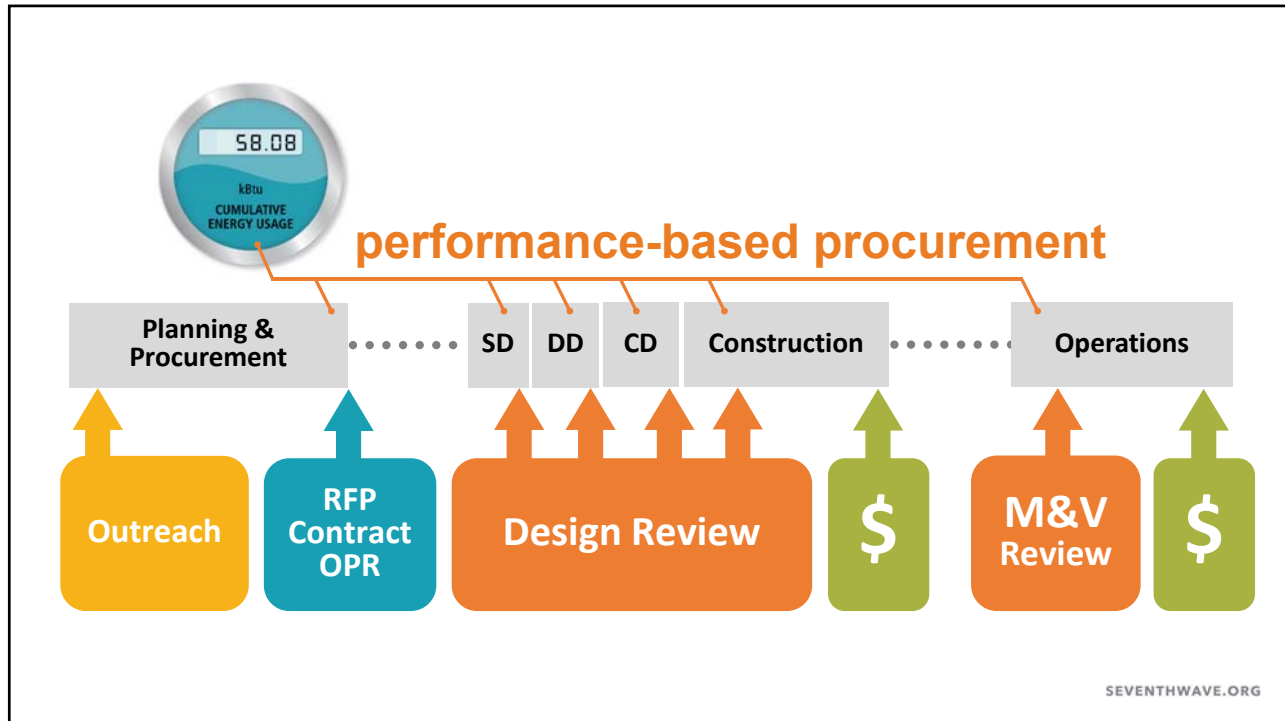 58.08
kBtu
CUMULATIVE
ENERGY USAGE
performance-based procurement
Planning &
Procurement
SD
DD
CD
Construction
Operations
Outreach
RFP
Contract
OPR
Design Review
$
M&V
Review
$
SEVENTHWAVE.ORG